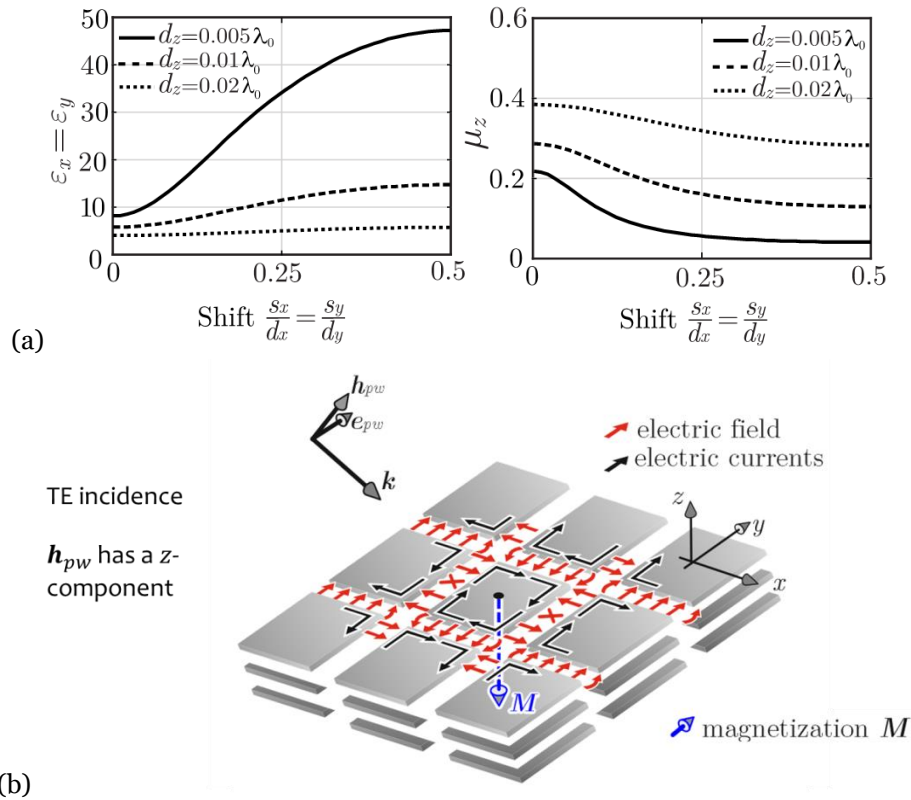 50
40
30
20
10
0
εx = εy
dz=0.005λ0
dz=0.01λ0
dz=0.02λ0
0
0.25
0.5
Shift sx/dx = sy/dy
0.6
0.4
0.2
0
μz
dz=0.005λ0
dz=0.01λ0
dz=0.02λ0
0
0.25
0.5
Shift sx/dx = sy/dy
(a)
hpw
epw
k
TE incidence
hpw has a z-
component
electric field
electric currents
z
y
x
M
magnetization M
(b)